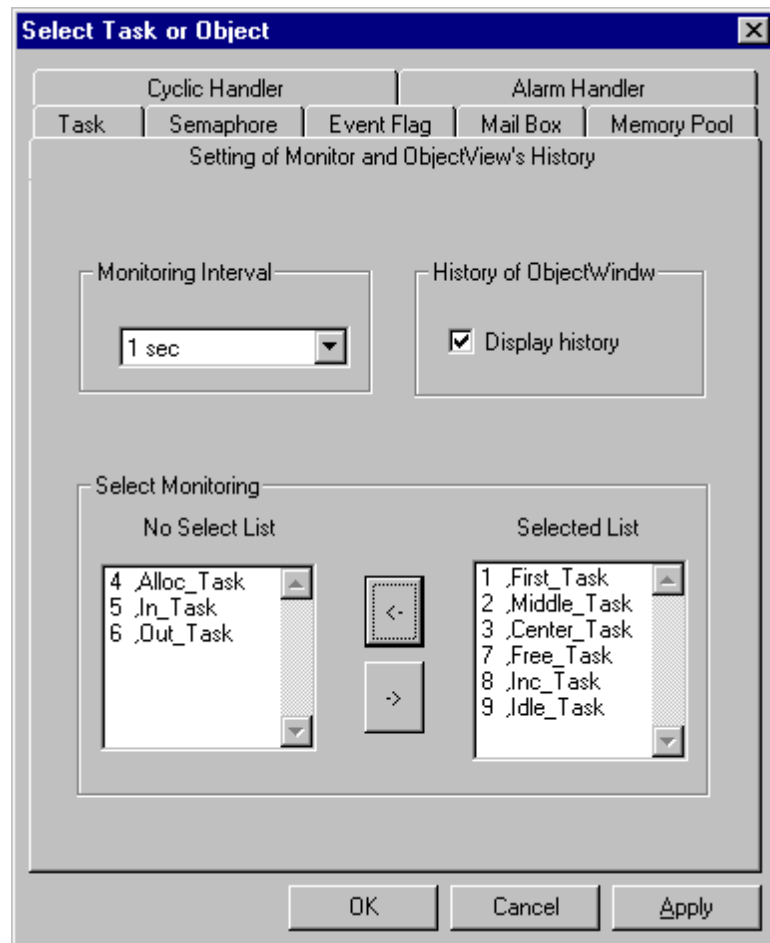 Select Task or Object
Cyclic Handler
Alarm Handler
Task
Semaphore
Event Flag
Mail Box
Memory Pool
Setting of Monitor and ObjectView's History
Monitoring Interval
1 sec
History of ObjectWindw
Display history
Select Monitoring
No Select List
4 ,Alloc_Task
5 ,In_Task
6 ,Out_Task
<-
->
Selected List
1 ,First_Task
2 ,Middle_Task
3 ,Center_Task
7 ,Free_Task
8 ,Inc_Task
9 ,Idle_Task
OK
Cancel
Apply